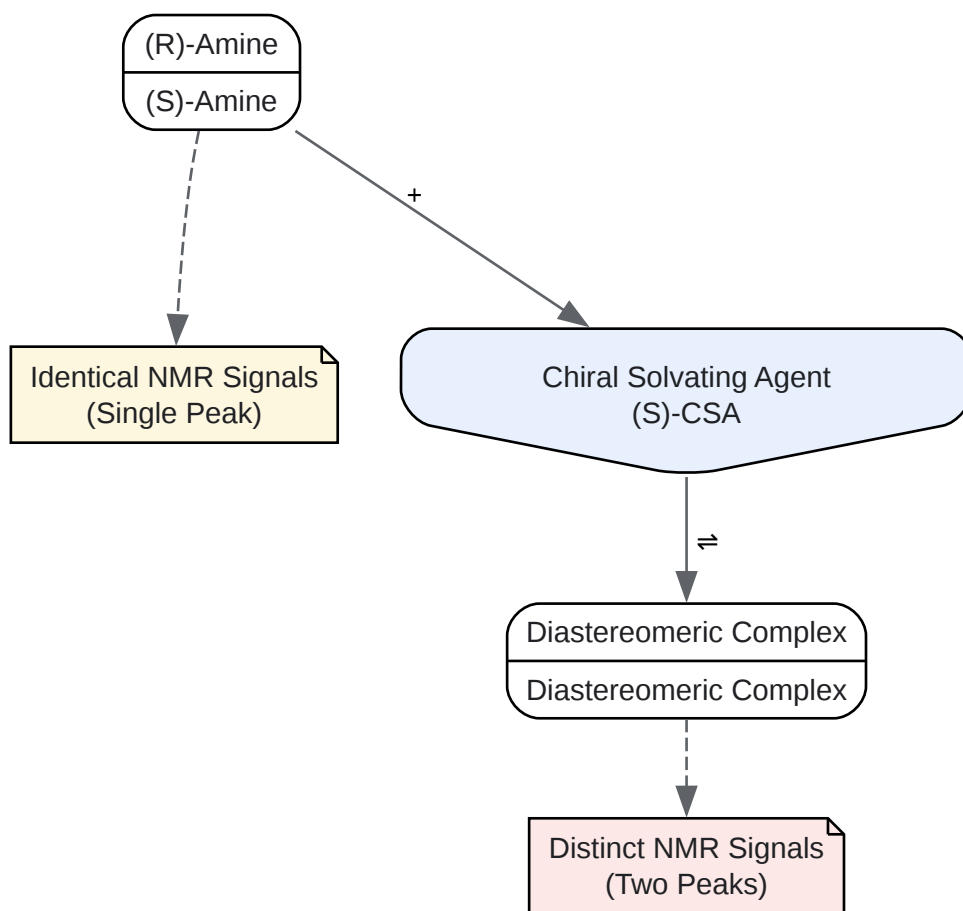 (R)-Amine
(S)-Amine
+
Identical NMR Signals
(Single Peak)
Chiral Solvating Agent
(S)-CSA
⇌
Diastereomeric Complex
Diastereomeric Complex
Distinct NMR Signals
(Two Peaks)